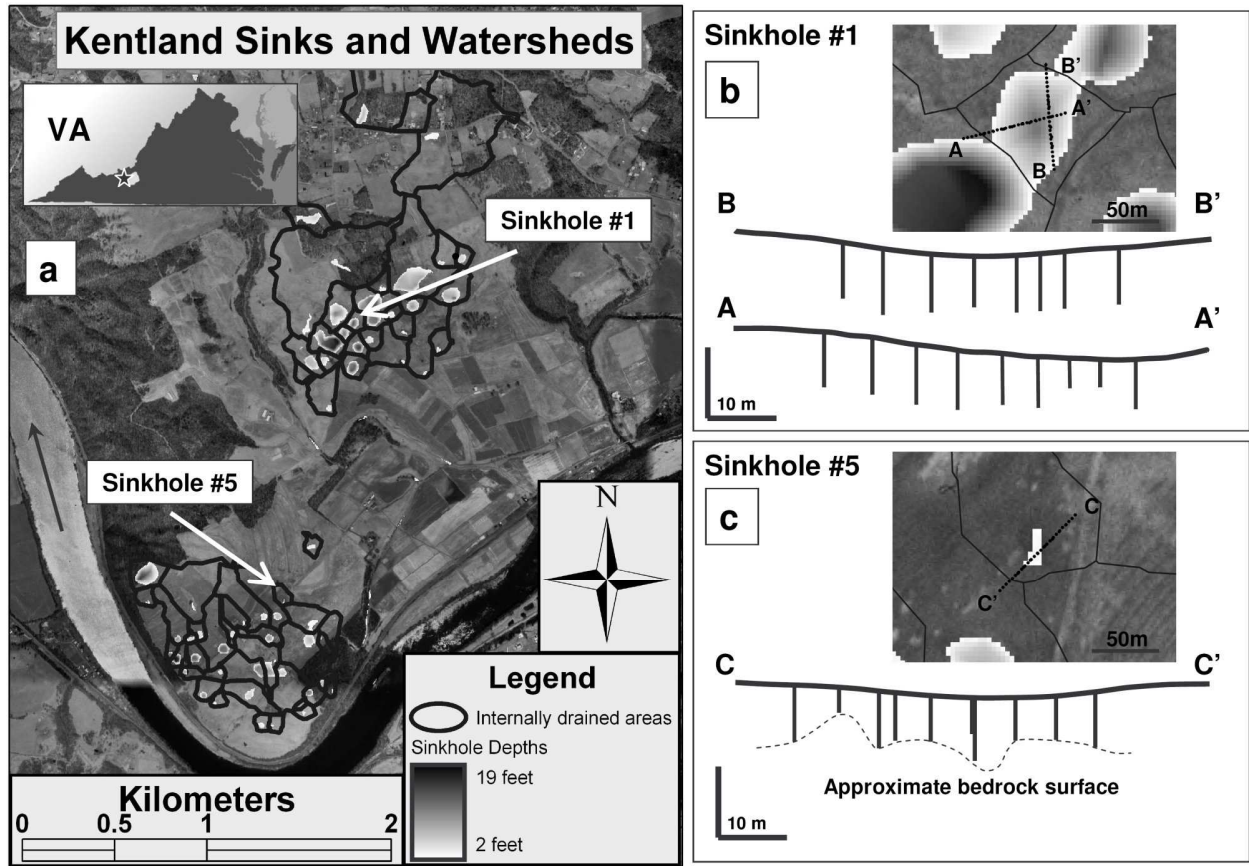 Kentland Sinks and Watersheds
VA
a
Sinkhole #1
Sinkhole #5
N
Legend
Internally drained areas
Sinkhole Depths
19 feet
2 feet
Kilometers
0 0.5 1 2
Sinkhole #1
b
B'
A'
A
B
50m
B B'
A A'
10 m
Sinkhole #5
c
C
C'
50m
C C'
Approximate bedrock surface
10 m